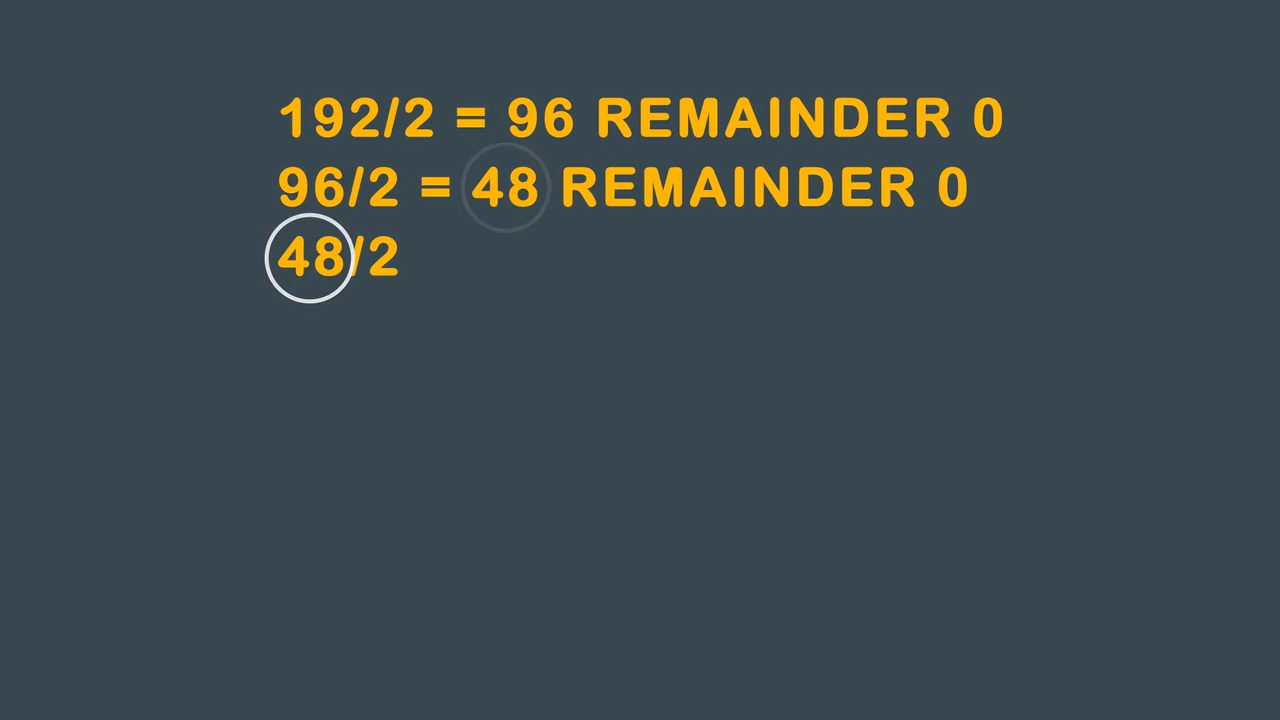 192/2 = 96 REMAINDER 0
96/2 = 48 REMAINDER 0
48/2